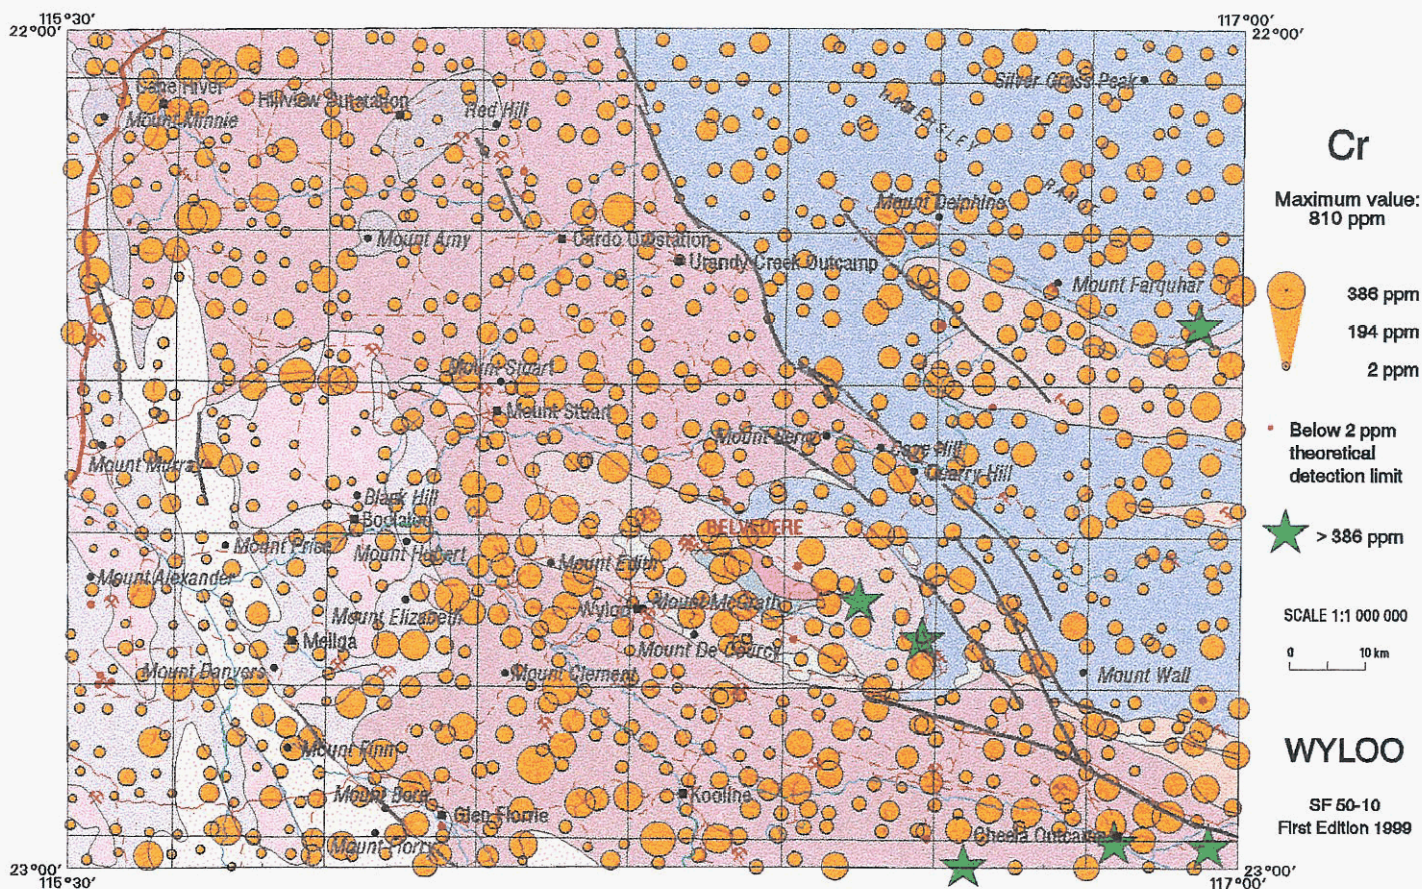 115°30'
117°00'
22°00'
22°00'
Cane River
Mount Minnie
Hillview Outstation
Red Hill
Silver Grass Peak
HAMERSLEY
RANGE
Mount Delphine
Mount Amy
Cardo Outstation
Urandy Creek Outcamp
Mount Farquhar
Mount Stuart
Mount Stuart
Mount Berry
Cave Hill
Quarry Hill
Mount Murray
Black Hill
Boolaloo
BELVEDERE
Mount Price
Mount Hubert
Mount Edith
Mount Alexander
Wyloo
Mount McGrath
Mount Elizabeth
Mellga
Mount De Courcy
Mount Danvers
Mount Clement
Mount Wall
Mount Finn
Mount Dora
Kooline
Glen Florrie
Cheela Outcamp
Mount Florry
23°00'
23°00'
115°30'
117°00'
Cr
Maximum value:
810 ppm
386 ppm
194 ppm
2 ppm
Below 2 ppm
theoretical
detection limit
> 386 ppm
SCALE 1:1 000 000
0 10 km
WYLOO
SF 50-10
First Edition 1999